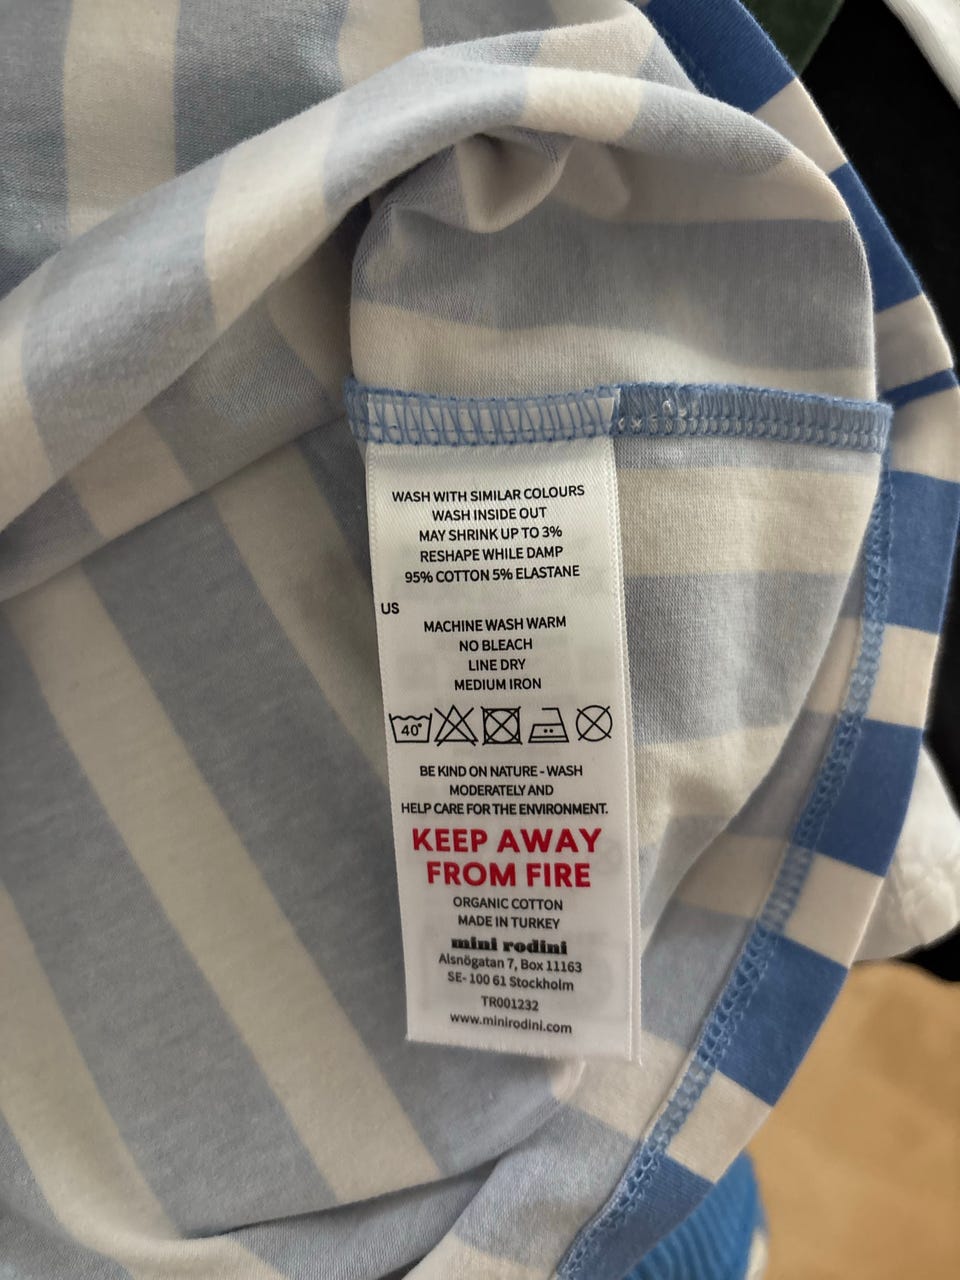 WASH WITH SIMILAR COLOURS
WASH INSIDE OUT
MAY SHRINK UP TO 3%
RESHAPE WHILE DAMP
95% COTTON 5% ELASTANE
US
MACHINE WASH WARM
NO BLEACH
LINE DRY
MEDIUM IRON
40°
BE KIND ON NATURE - WASH
MODERATELY AND
HELP CARE FOR THE ENVIRONMENT.
KEEP AWAY
FROM FIRE
ORGANIC COTTON
MADE IN TURKEY
mini rodini
Alsnögatan 7, Box 11163
SE- 100 61 Stockholm
TR001232
www.minirodini.com